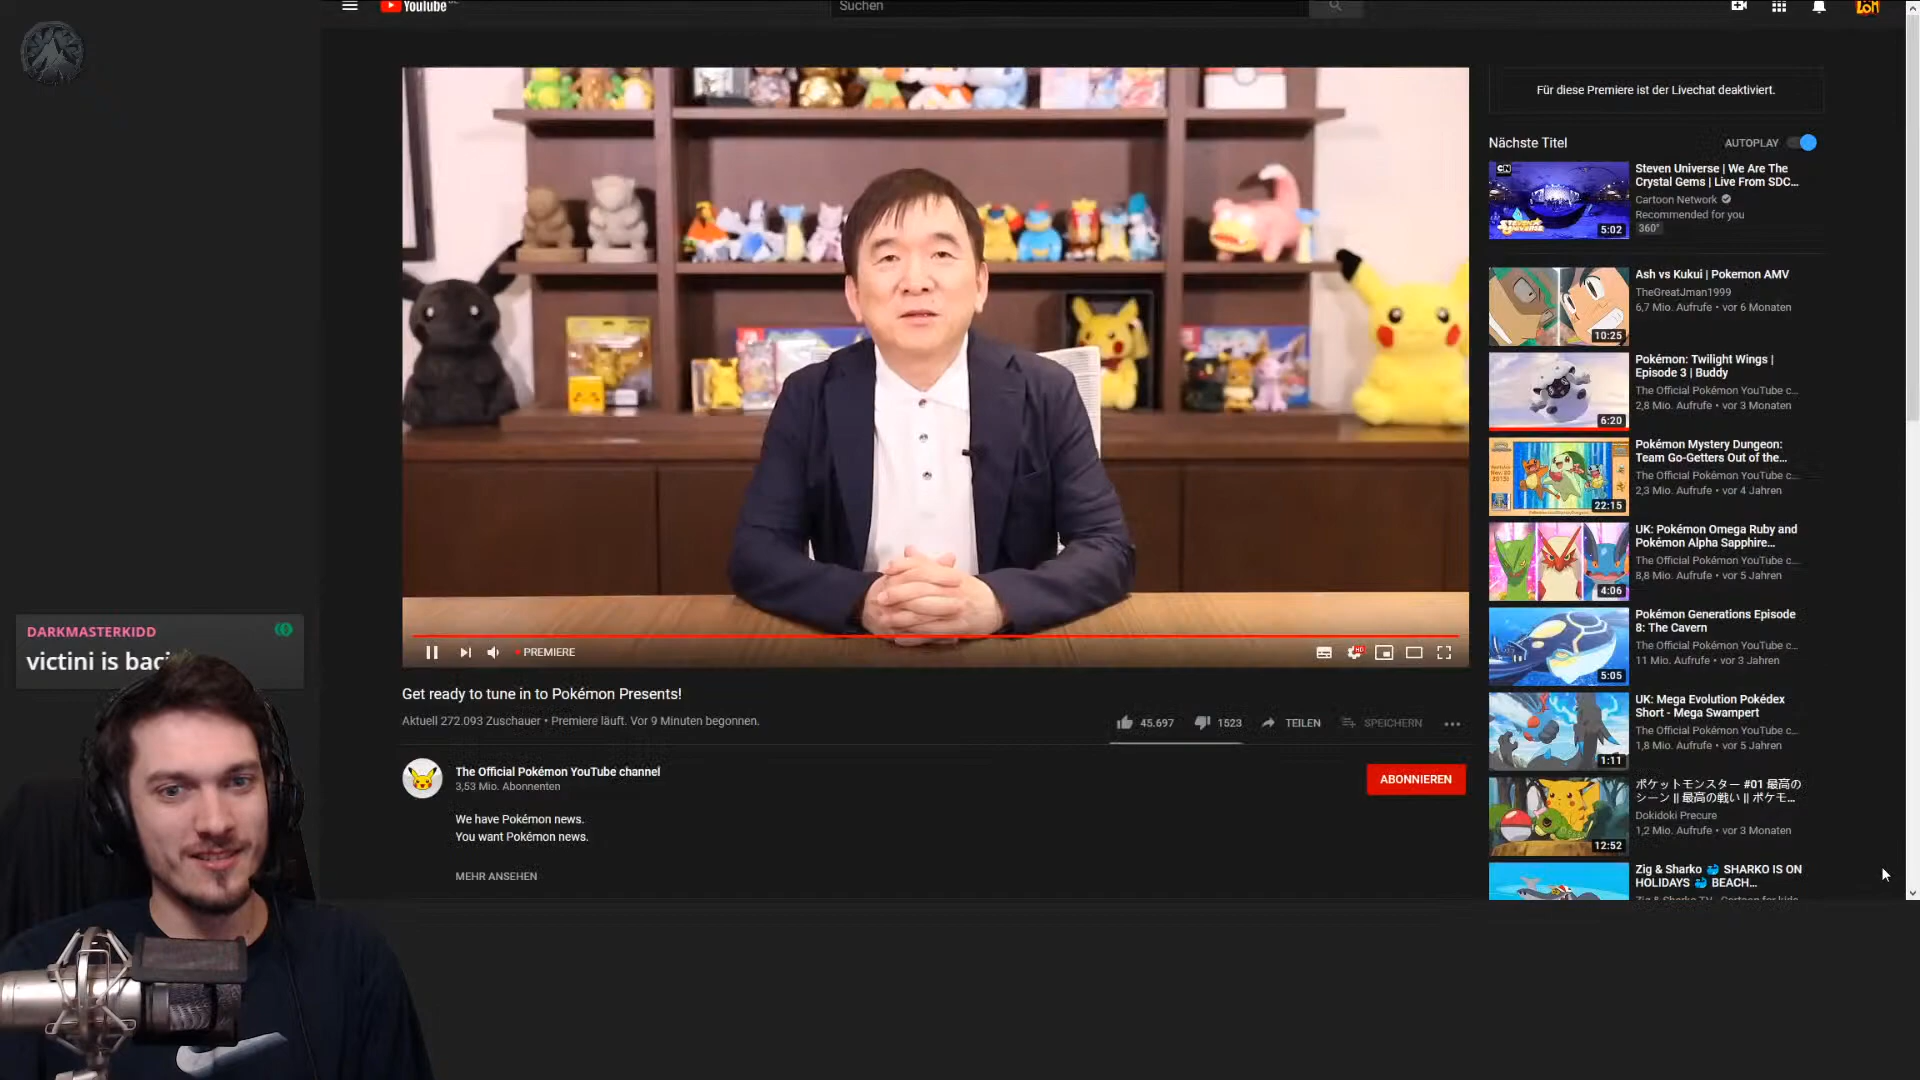 YouTube
Suchen
Für diese Premiere ist der Livechat deaktiviert.
Nächste Titel
AUTOPLAY
CN
5:02
Steven Universe | We Are The
Crystal Gems | Live From SDC...
Cartoon Network
Recommended for you
360°
10:25
Ash vs Kukui | Pokemon AMV
TheGreatJman1999
6,7 Mio. Aufrufe • vor 6 Monaten
6:20
Pokémon: Twilight Wings |
Episode 3 | Buddy
The Official Pokémon YouTube c...
2,8 Mio. Aufrufe • vor 3 Monaten
22:15
Pokémon Mystery Dungeon:
Team Go-Getters Out of the...
The Official Pokémon YouTube c...
2,3 Mio. Aufrufe • vor 4 Jahren
4:06
UK: Pokémon Omega Ruby and
Pokémon Alpha Sapphire...
The Official Pokémon YouTube c...
8,8 Mio. Aufrufe • vor 5 Jahren
5:05
Pokémon Generations Episode
8: The Cavern
The Official Pokémon YouTube c...
11 Mio. Aufrufe • vor 3 Jahren
1:11
UK: Mega Evolution Pokédex
Short - Mega Swampert
The Official Pokémon YouTube c...
1,8 Mio. Aufrufe • vor 5 Jahren
12:52
ポケットモンスター #01 最高の
シーン || 最高の戦い || ポケモ...
Dokidoki Precure
1,2 Mio. Aufrufe • vor 3 Monaten
Zig & Sharko SHARKO IS ON
HOLIDAYS BEACH...
PREMIERE
HD
Get ready to tune in to Pokémon Presents!
Aktuell 272.093 Zuschauer • Premiere läuft. Vor 9 Minuten begonnen.
45.697
1523
TEILEN
SPEICHERN
The Official Pokémon YouTube channel
3,53 Mio. Abonnenten
ABONNIEREN
We have Pokémon news.
You want Pokémon news.
MEHR ANSEHEN
DARKMASTERKIDD
victini is bac